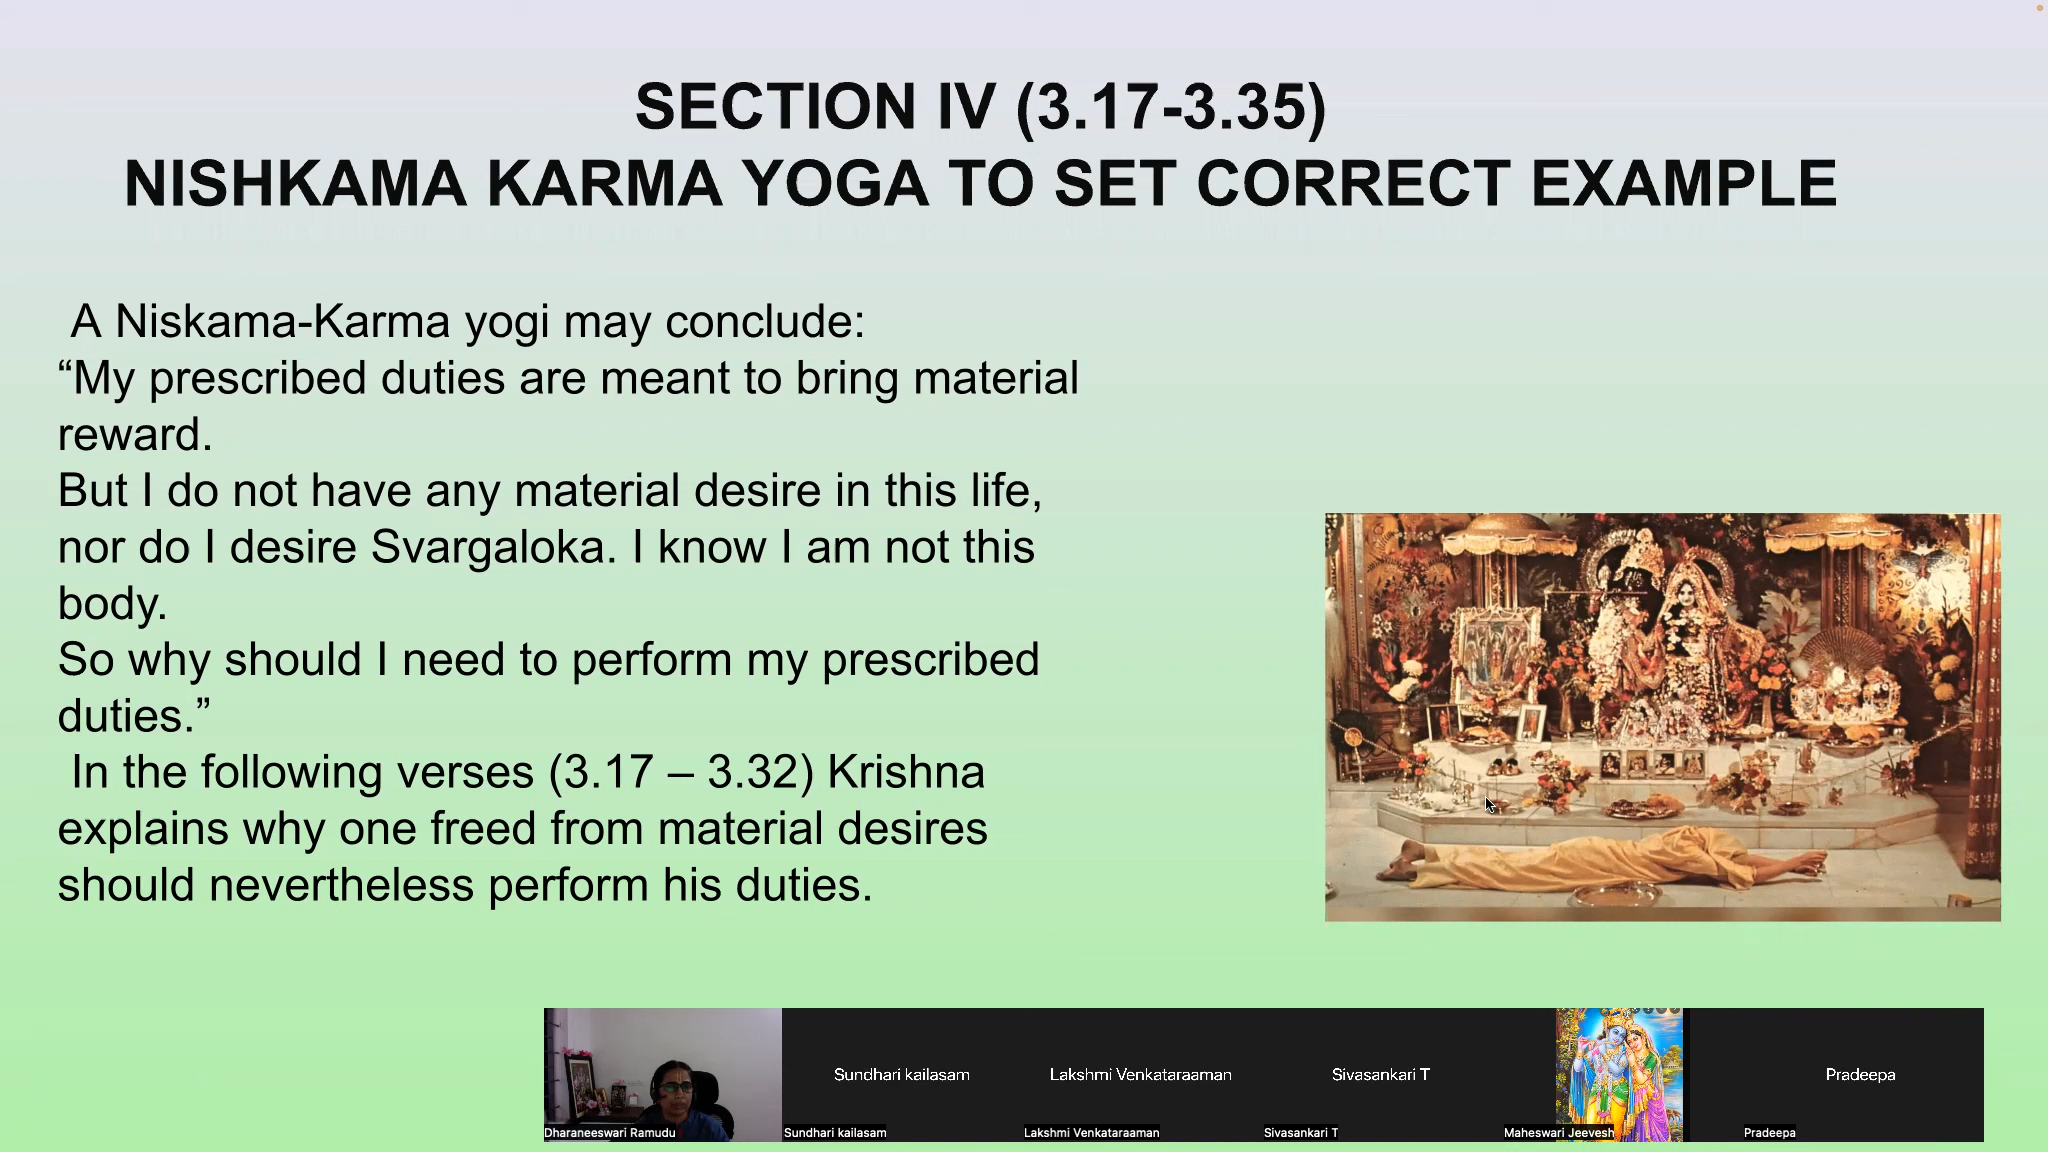 SECTION IV (3.17-3.35)
NISHKAMA KARMA YOGA TO SET CORRECT EXAMPLE
A Niskama-Karma yogi may conclude:
“My prescribed duties are meant to bring material
reward.
But I do not have any material desire in this life,
nor do I desire Svargaloka. I know I am not this
body.
So why should I need to perform my prescribed
duties.”
In the following verses (3.17 – 3.32) Krishna
explains why one freed from material desires
should nevertheless perform his duties.
Sundhari kailasam
Lakshmi Venkataraaman
Sivasankari T
Pradeepa
Dharaneeswari Ramudu
Sundhari kailasam
Lakshmi Venkataraaman
Sivasankari T
Maheswari Jeevesh
Pradeepa